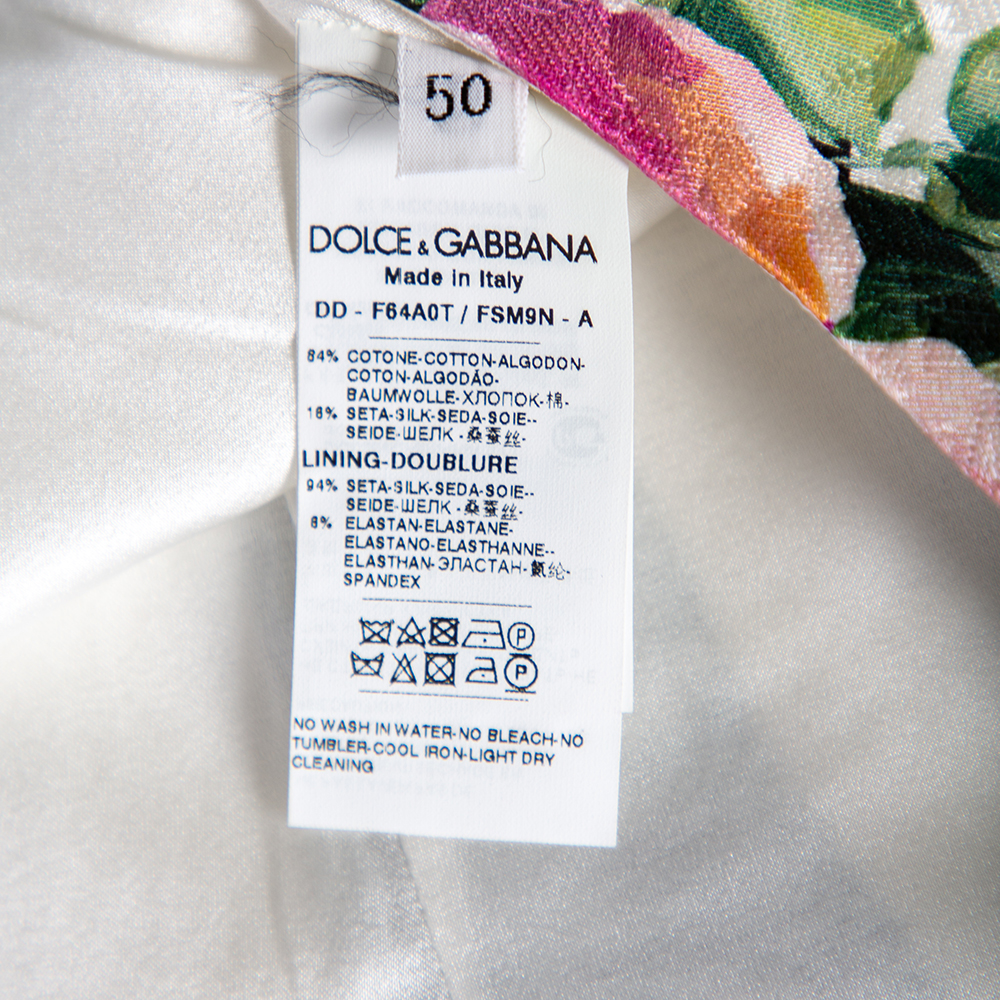 50
DOLCE & GABBANA
Made in Italy
DD - F64A0T / FSM9N - A
84% COTONE-COTTON-ALGODON-
COTON-ALGODÃO-
BAUMWOLLE-ХЛОПОК-棉-
16% SETA-SILK-SEDA-SOIE--
SEIDE-ШЕЛК -桑蚕丝-
LINING-DOUBLURE
94% SETA-SILK-SEDA-SOIE--
SEIDE-ШЕЛК -桑蚕丝-
6% ELASTAN-ELASTANE-
ELASTANO-ELASTHANNE--
ELASTHAN-ЭЛАСТАН-氨纶-
SPANDEX
P
P
NO WASH IN WATER-NO BLEACH-NO
TUMBLER-COOL IRON-LIGHT DRY
CLEANING